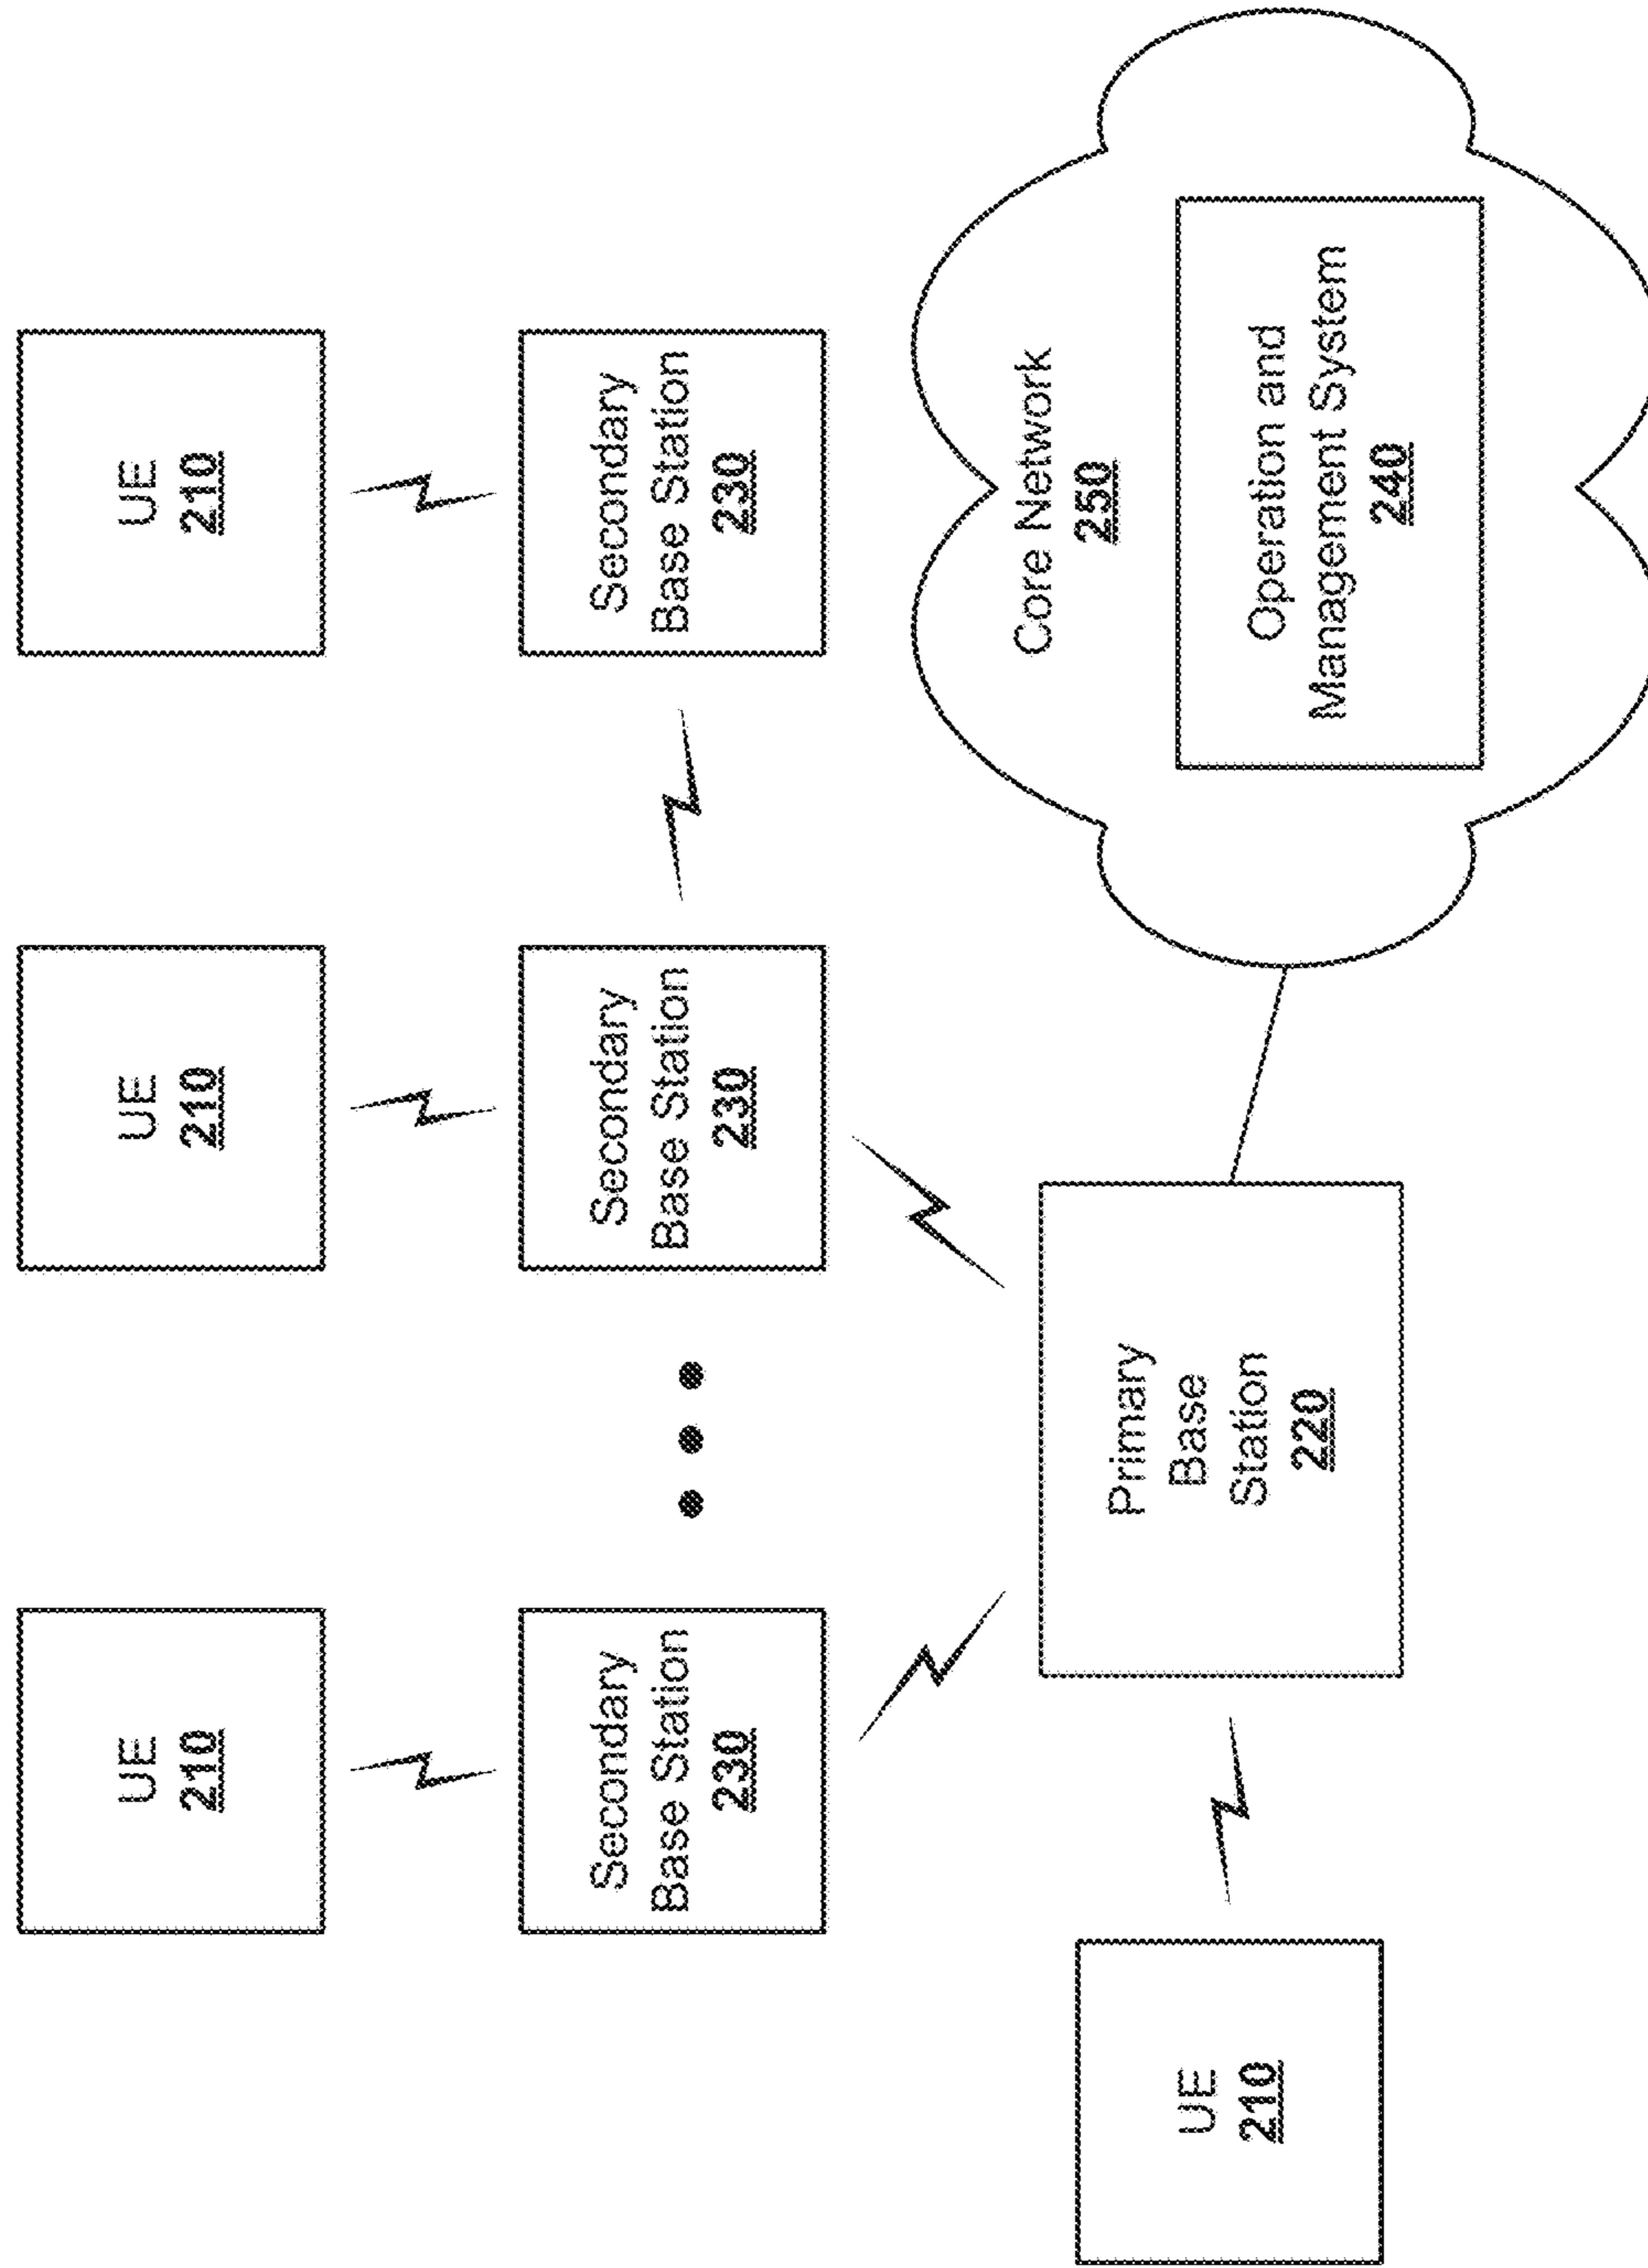 UE
210
UE
210
UE
210
Secondary
Base Station
230
Secondary
Base Station
230
Secondary
Base Station
230
UE
210
Primary
Base
Station
220
Core Network
250
Operation and
Management System
240